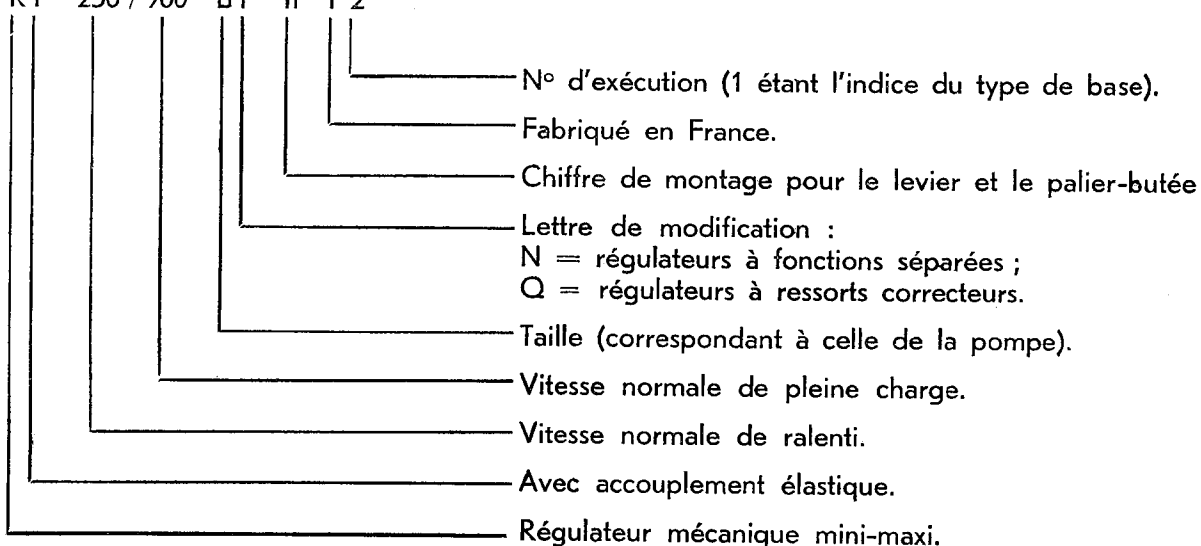 N° d'exécution (1 étant l'indice du type de base).
Fabriqué en France.
Chiffre de montage pour le levier et le palier-butée
Lettre de modification :
N = régulateurs à fonctions séparées ;
Q = régulateurs à ressorts correcteurs.
Taille (correspondant à celle de la pompe).
Vitesse normale de pleine charge.
Vitesse normale de ralenti.
Avec accouplement élastique.
Régulateur mécanique mini-maxi.